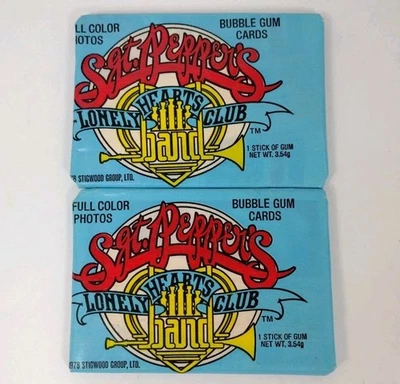 LL COLOR
HOTOS
BUBBLE GUM
CARDS
Sgt. Pepper's
LONELY HEARTS CLUB
band
TM
1 STICK OF GUM
NET WT. 3.54g
78 STIGWOOD GROUP, LTD.
FULL COLOR
PHOTOS
BUBBLE GUM
CARDS
Sgt. Pepper's
LONELY HEARTS CLUB
band
TM
1 STICK OF GUM
NET WT. 3.54g
1978 STIGWOOD GROUP, LTD.